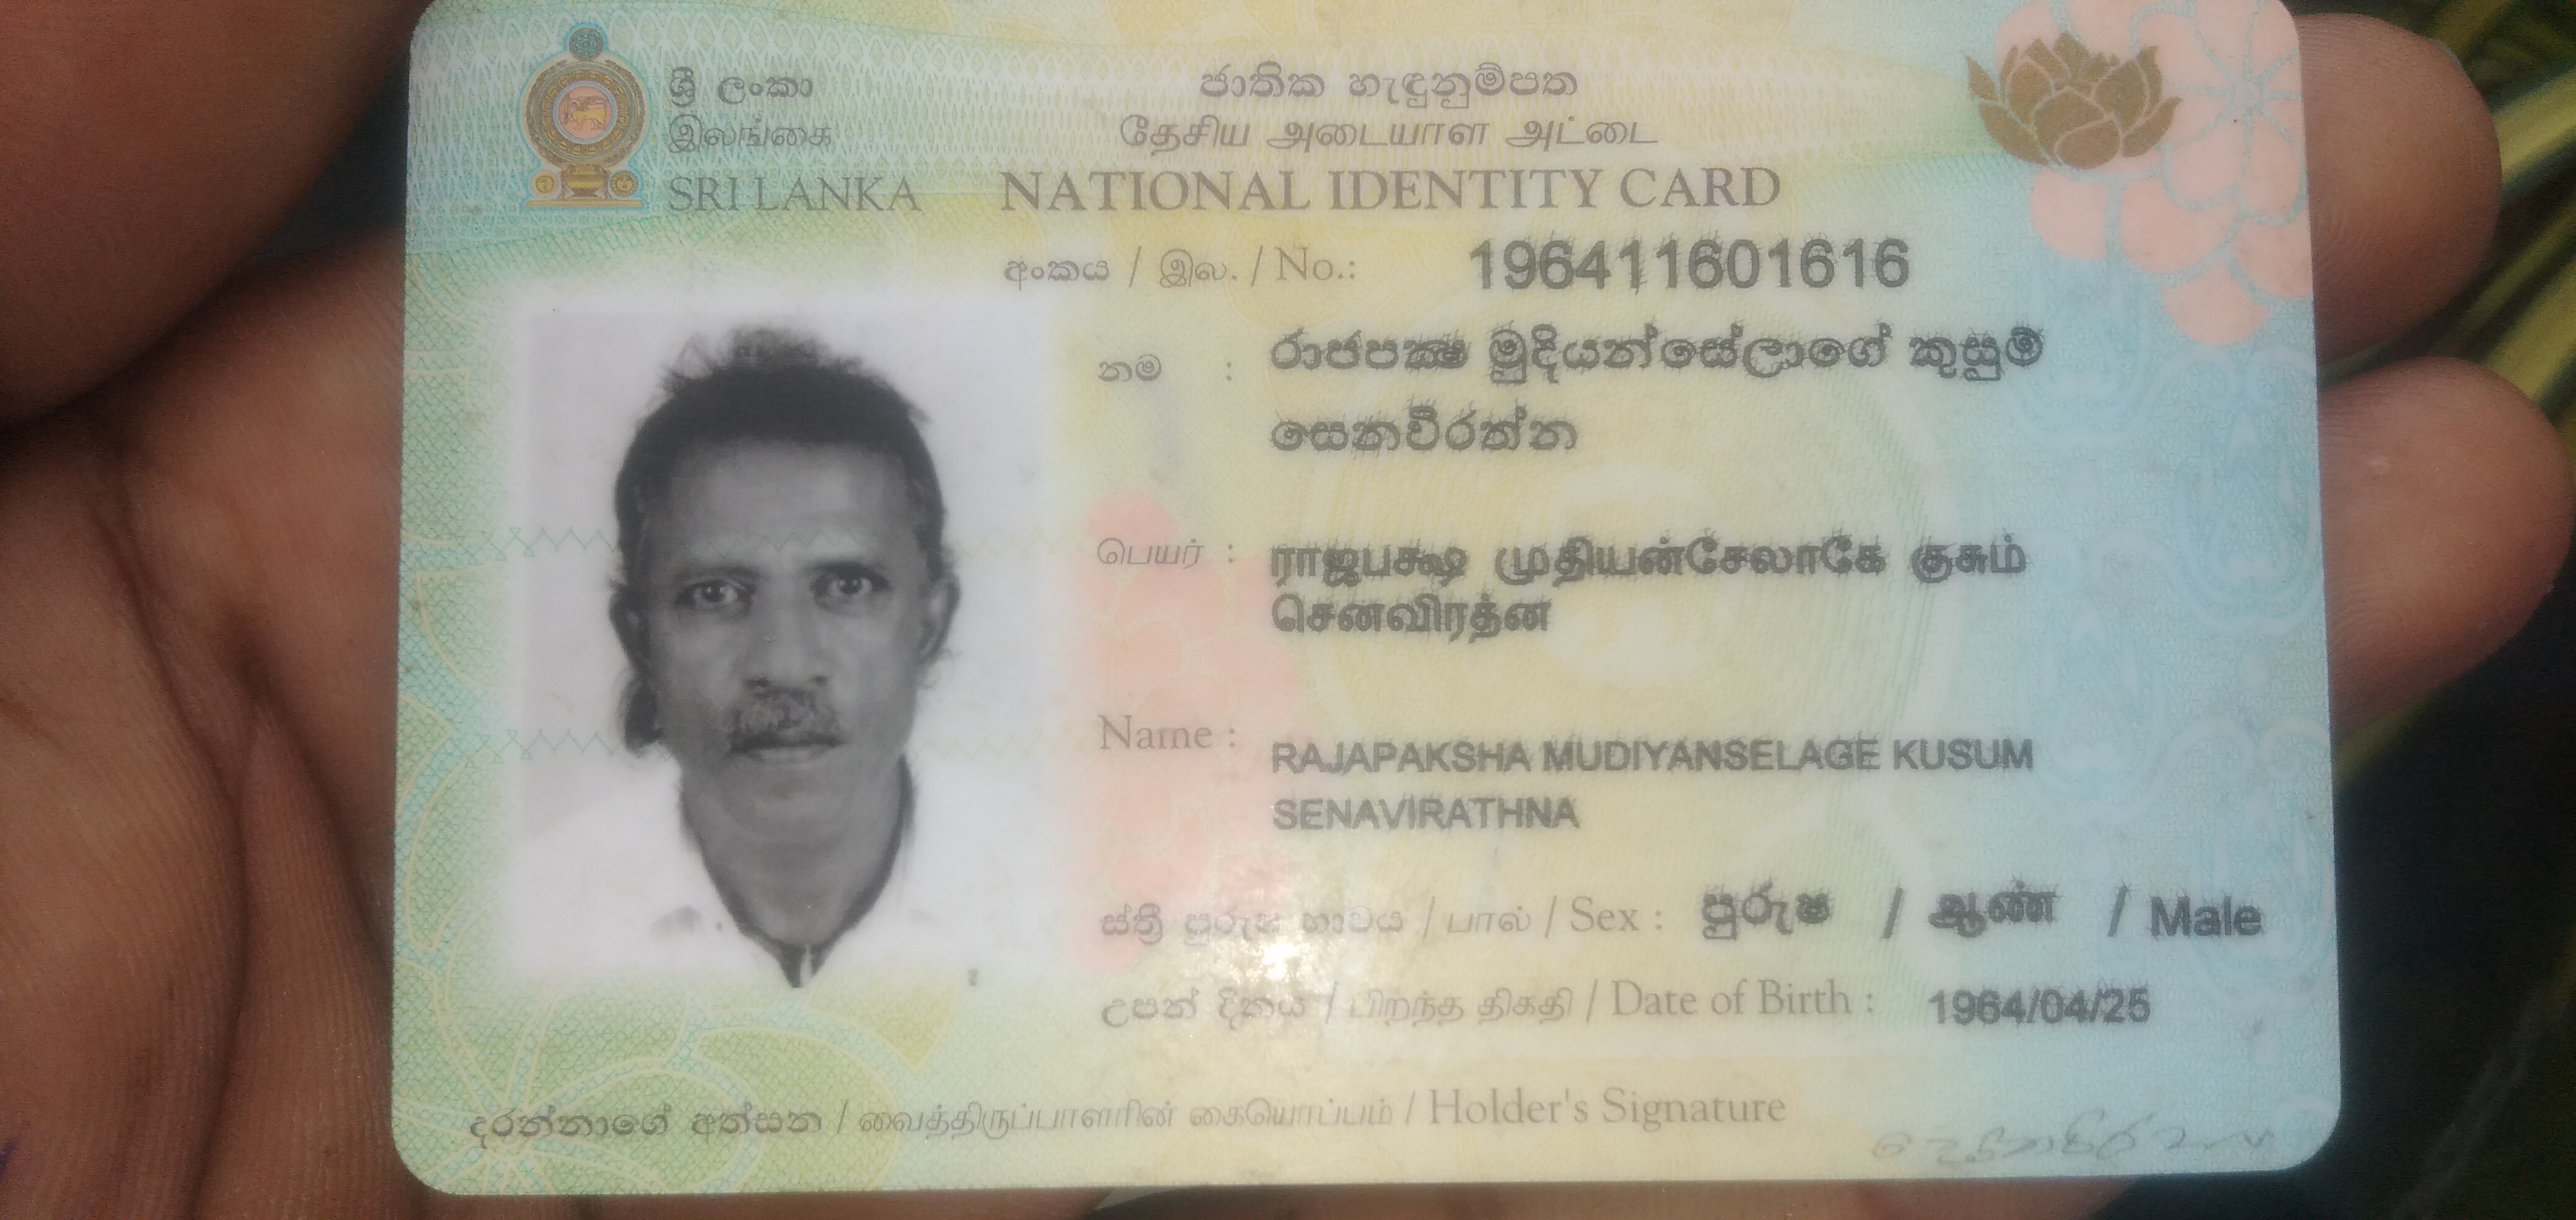 ශ්‍රී ලංකා
இலங்கை
SRI LANKA
ජාතික හැඳුනුම්පත
தேசிய அடையாள அட்டை
NATIONAL IDENTITY CARD
අංකය / இல. / No.: 196411601616
නම : රාජපක්ෂ මුදියන්සේලාගේ කුසුම්
සෙනවිරත්න
பெயர் : ராஜபக்ஷ முதியன்சேலாகே குசும்
செனவிரத்ன
Name : RAJAPAKSHA MUDIYANSELAGE KUSUM
SENAVIRATHNA
ස්ත්‍රී පුරුෂ භාවය / பால் / Sex : පුරුෂ / ஆண் / Male
උපන් දිනය / பிறந்த திகதி / Date of Birth : 1964/04/25
දරන්නාගේ අත්සන / வைத்திருப்பாளரின் கையொப்பம் / Holder's Signature